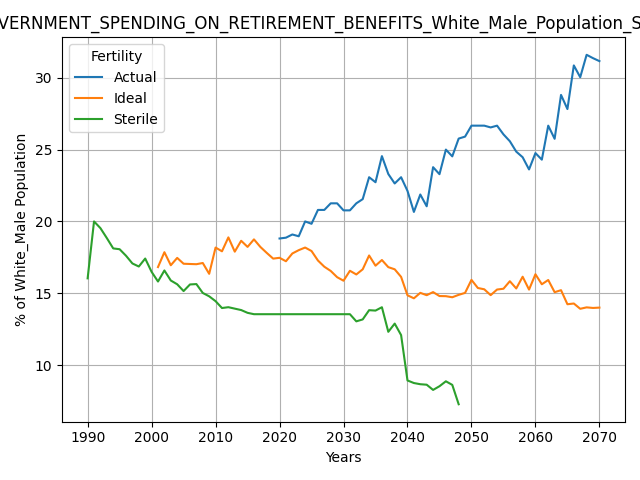 VERNMENT_SPENDING_ON_RETIREMENT_BENEFITS_White_Male_Population_S
Fertility
Actual
Ideal
Sterile
% of White_Male Population
30
25
20
15
10
1990 2000 2010 2020 2030 2040 2050 2060 2070
Years